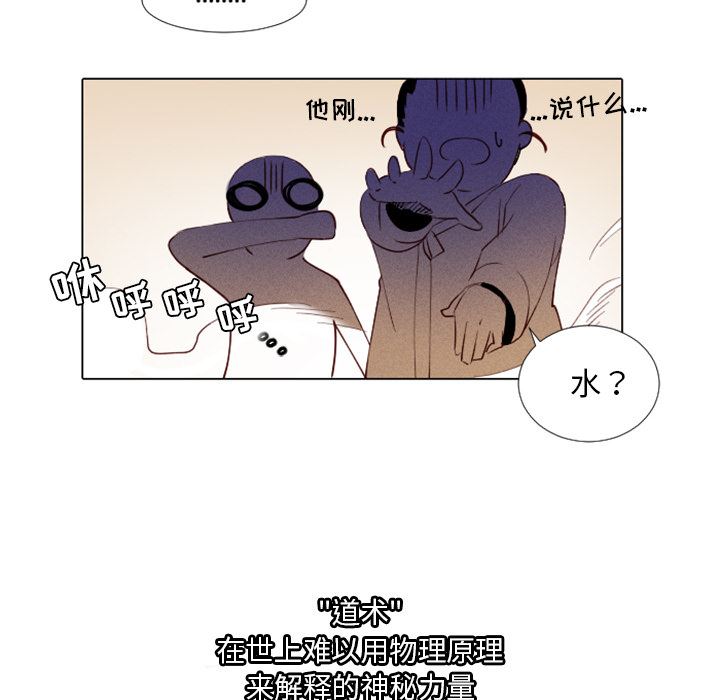 ........
他刚...
...说什么...
咻
呼
呼
呼
...
水？
"道术"
在世上难以用物理原理
来解释的神秘力量